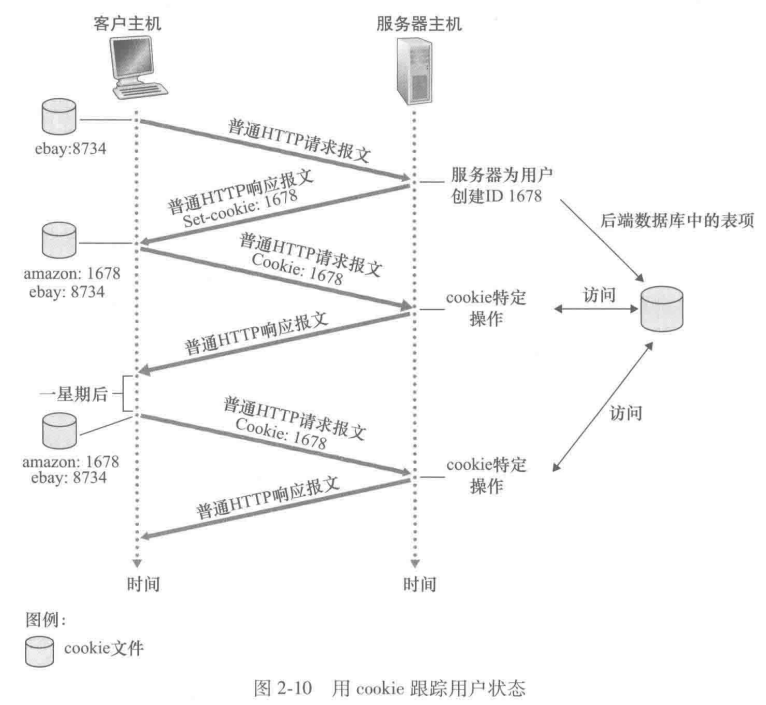 客户主机
服务器主机
ebay:8734
普通HTTP请求报文
服务器为用户
创建ID 1678
普通HTTP响应报文
Set-cookie: 1678
后端数据库中的表项
amazon: 1678
ebay: 8734
普通HTTP请求报文
Cookie: 1678
cookie特定
操作
访问
普通HTTP响应报文
一星期后
访问
普通HTTP请求报文
Cookie: 1678
amazon: 1678
ebay: 8734
cookie特定
操作
普通HTTP响应报文
时间
时间
图例:
cookie文件
图 2-10 用 cookie 跟踪用户状态